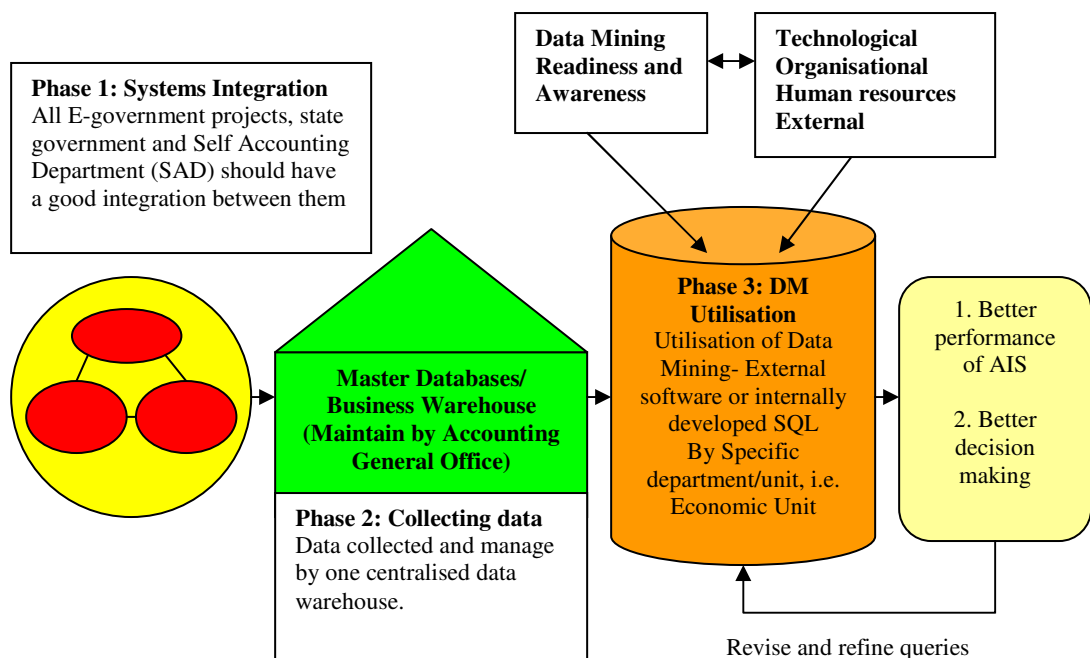 Phase 1: Systems Integration
All E-government projects, state
government and Self Accounting
Department (SAD) should have
a good integration between them
Data Mining
Readiness and
Awareness
Technological
Organisational
Human resources
External
Master Databases/
Business Warehouse
(Maintain by Accounting
General Office)
Phase 2: Collecting data
Data collected and manage
by one centralised data
warehouse.
Phase 3: DM
Utilisation
Utilisation of Data
Mining- External
software or internally
developed SQL
By Specific
department/unit, i.e.
Economic Unit
1. Better
performance
of AIS
2. Better
decision
making
Revise and refine queries